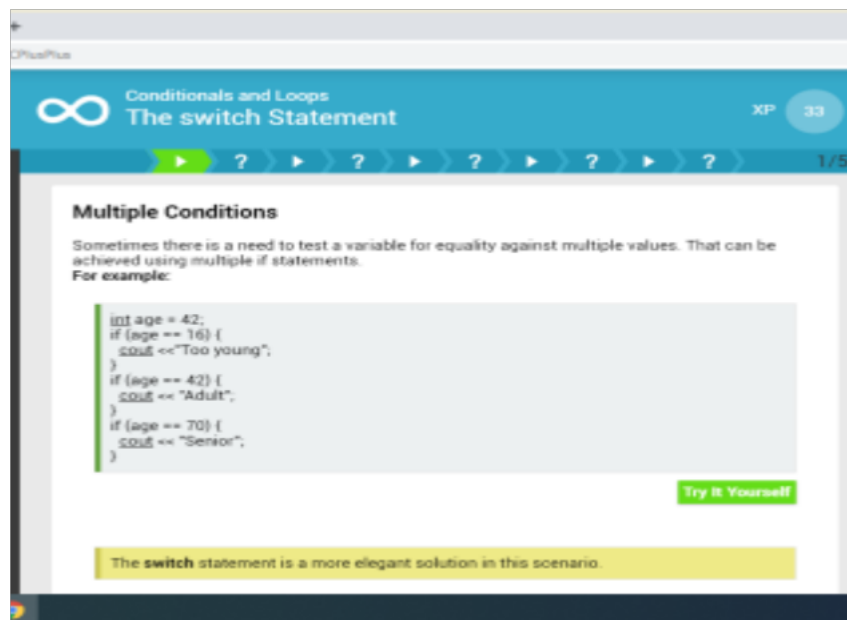 CPlusPlus
Conditionals and Loops
The switch Statement
XP 33
? ? ? ? ?
1/5
Multiple Conditions
Sometimes there is a need to test a variable for equality against multiple values. That can be
achieved using multiple if statements.
For example:
int age = 42;
if (age == 16) {
cout <<"Too young";
}
if (age == 42) {
cout << "Adult";
}
if (age == 70) {
cout << "Senior";
}
Try It Yourself
The switch statement is a more elegant solution in this scenario.